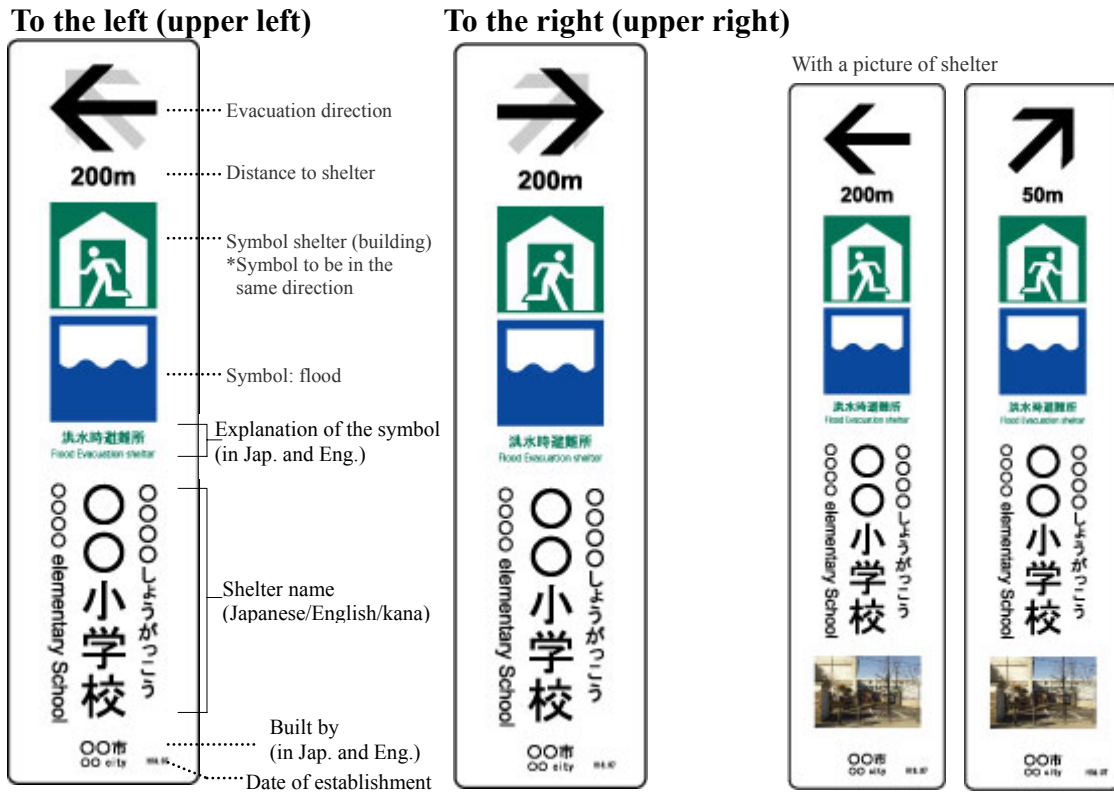 To the left (upper left)
To the right (upper right)
With a picture of shelter
200m
洪水時避難所
Flood Evacuation shelter
○○○○しょうがっこう
○○小学校
○○○○ elementary School
○○市
○○ city
Evacuation direction
Distance to shelter
Symbol shelter (building)
*Symbol to be in the
same direction
Symbol: flood
Explanation of the symbol
(in Jap. and Eng.)
Shelter name
(Japanese/English/kana)
Built by
(in Jap. and Eng.)
Date of establishment
200m
洪水時避難所
Flood Evacuation shelter
○○○○しょうがっこう
○○小学校
○○○○ elementary School
○○市
○○ city
200m
洪水時避難所
Flood Evacuation shelter
○○○○しょうがっこう
○○小学校
○○○○ elementary School
○○市
○○ city
50m
洪水時避難所
Flood Evacuation shelter
○○○○しょうがっこう
○○小学校
○○○○ elementary School
○○市
○○ city